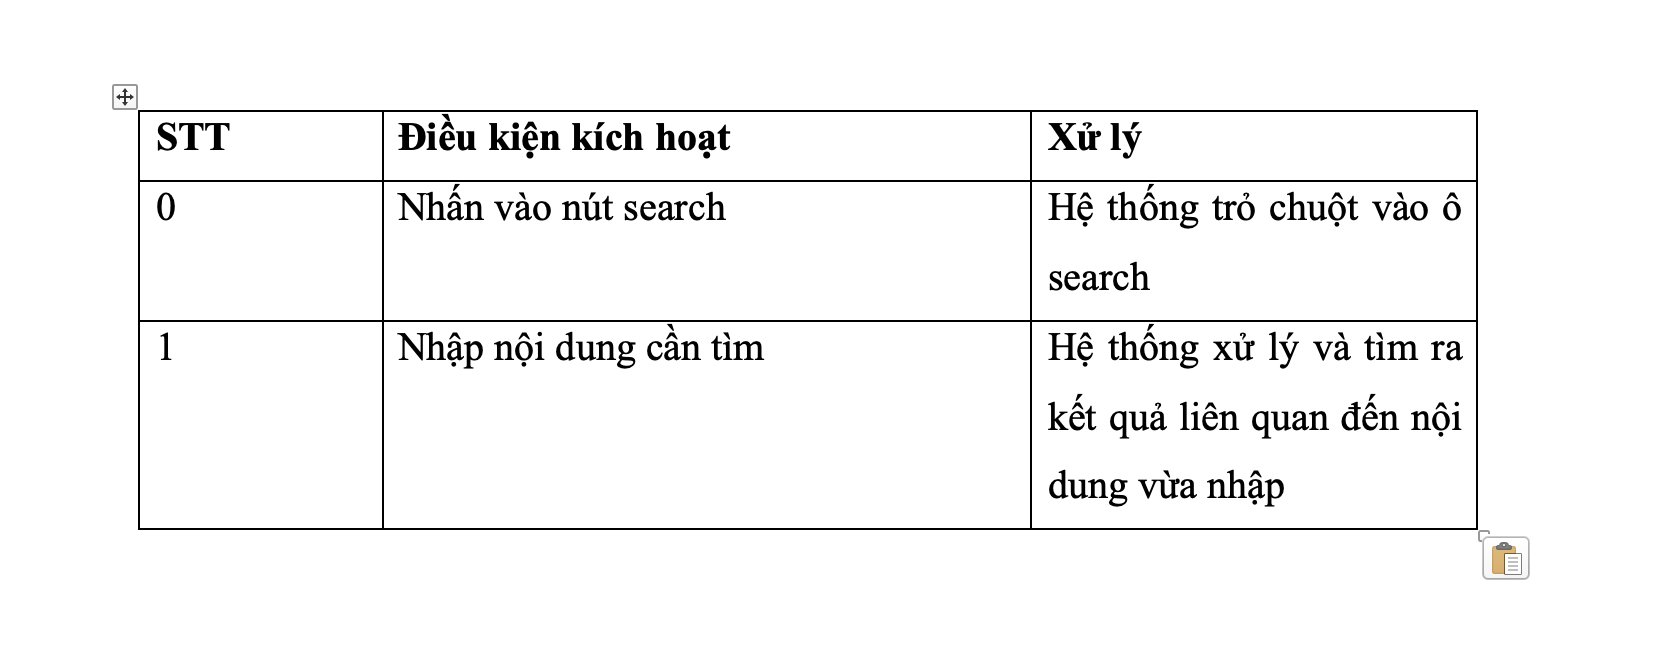 STT Điều kiện kích hoạt Xử lý
0 Nhấn vào nút search Hệ thống trỏ chuột vào ô
search
1 Nhập nội dung cần tìm Hệ thống xử lý và tìm ra
kết quả liên quan đến nội
dung vừa nhập